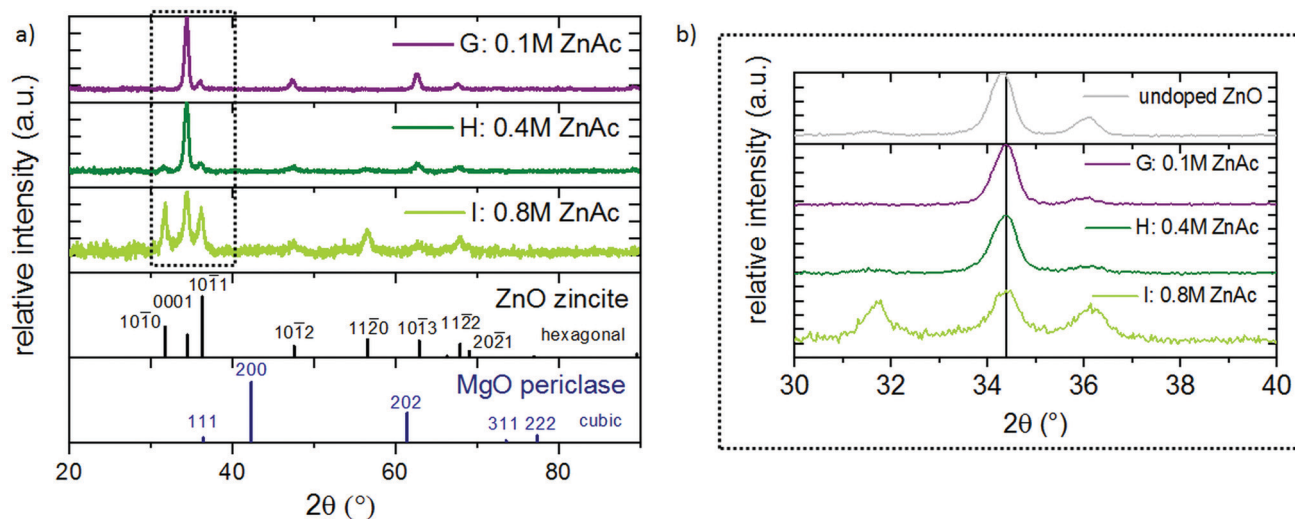 a)
G: 0.1M ZnAc
H: 0.4M ZnAc
I: 0.8M ZnAc
relative intensity (a.u.)
ZnO zincite
hexagonal
101̄0
0001
101̄1
101̄2
112̄0
101̄3
112̄2
202̄1
MgO periclase
cubic
111
200
202
311
222
20 40 60 80
2θ (°)
b)
undoped ZnO
G: 0.1M ZnAc
H: 0.4M ZnAc
I: 0.8M ZnAc
relative intensity (a.u.)
30 32 34 36 38 40
2θ (°)